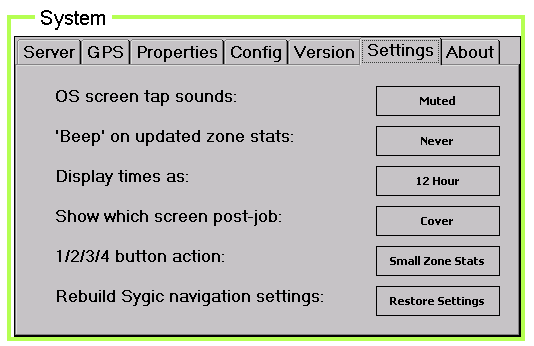 System
Server GPS Properties Config Version Settings About
OS screen tap sounds: Muted
'Beep' on updated zone stats: Never
Display times as: 12 Hour
Show which screen post-job: Cover
1/2/3/4 button action: Small Zone Stats
Rebuild Sygic navigation settings: Restore Settings